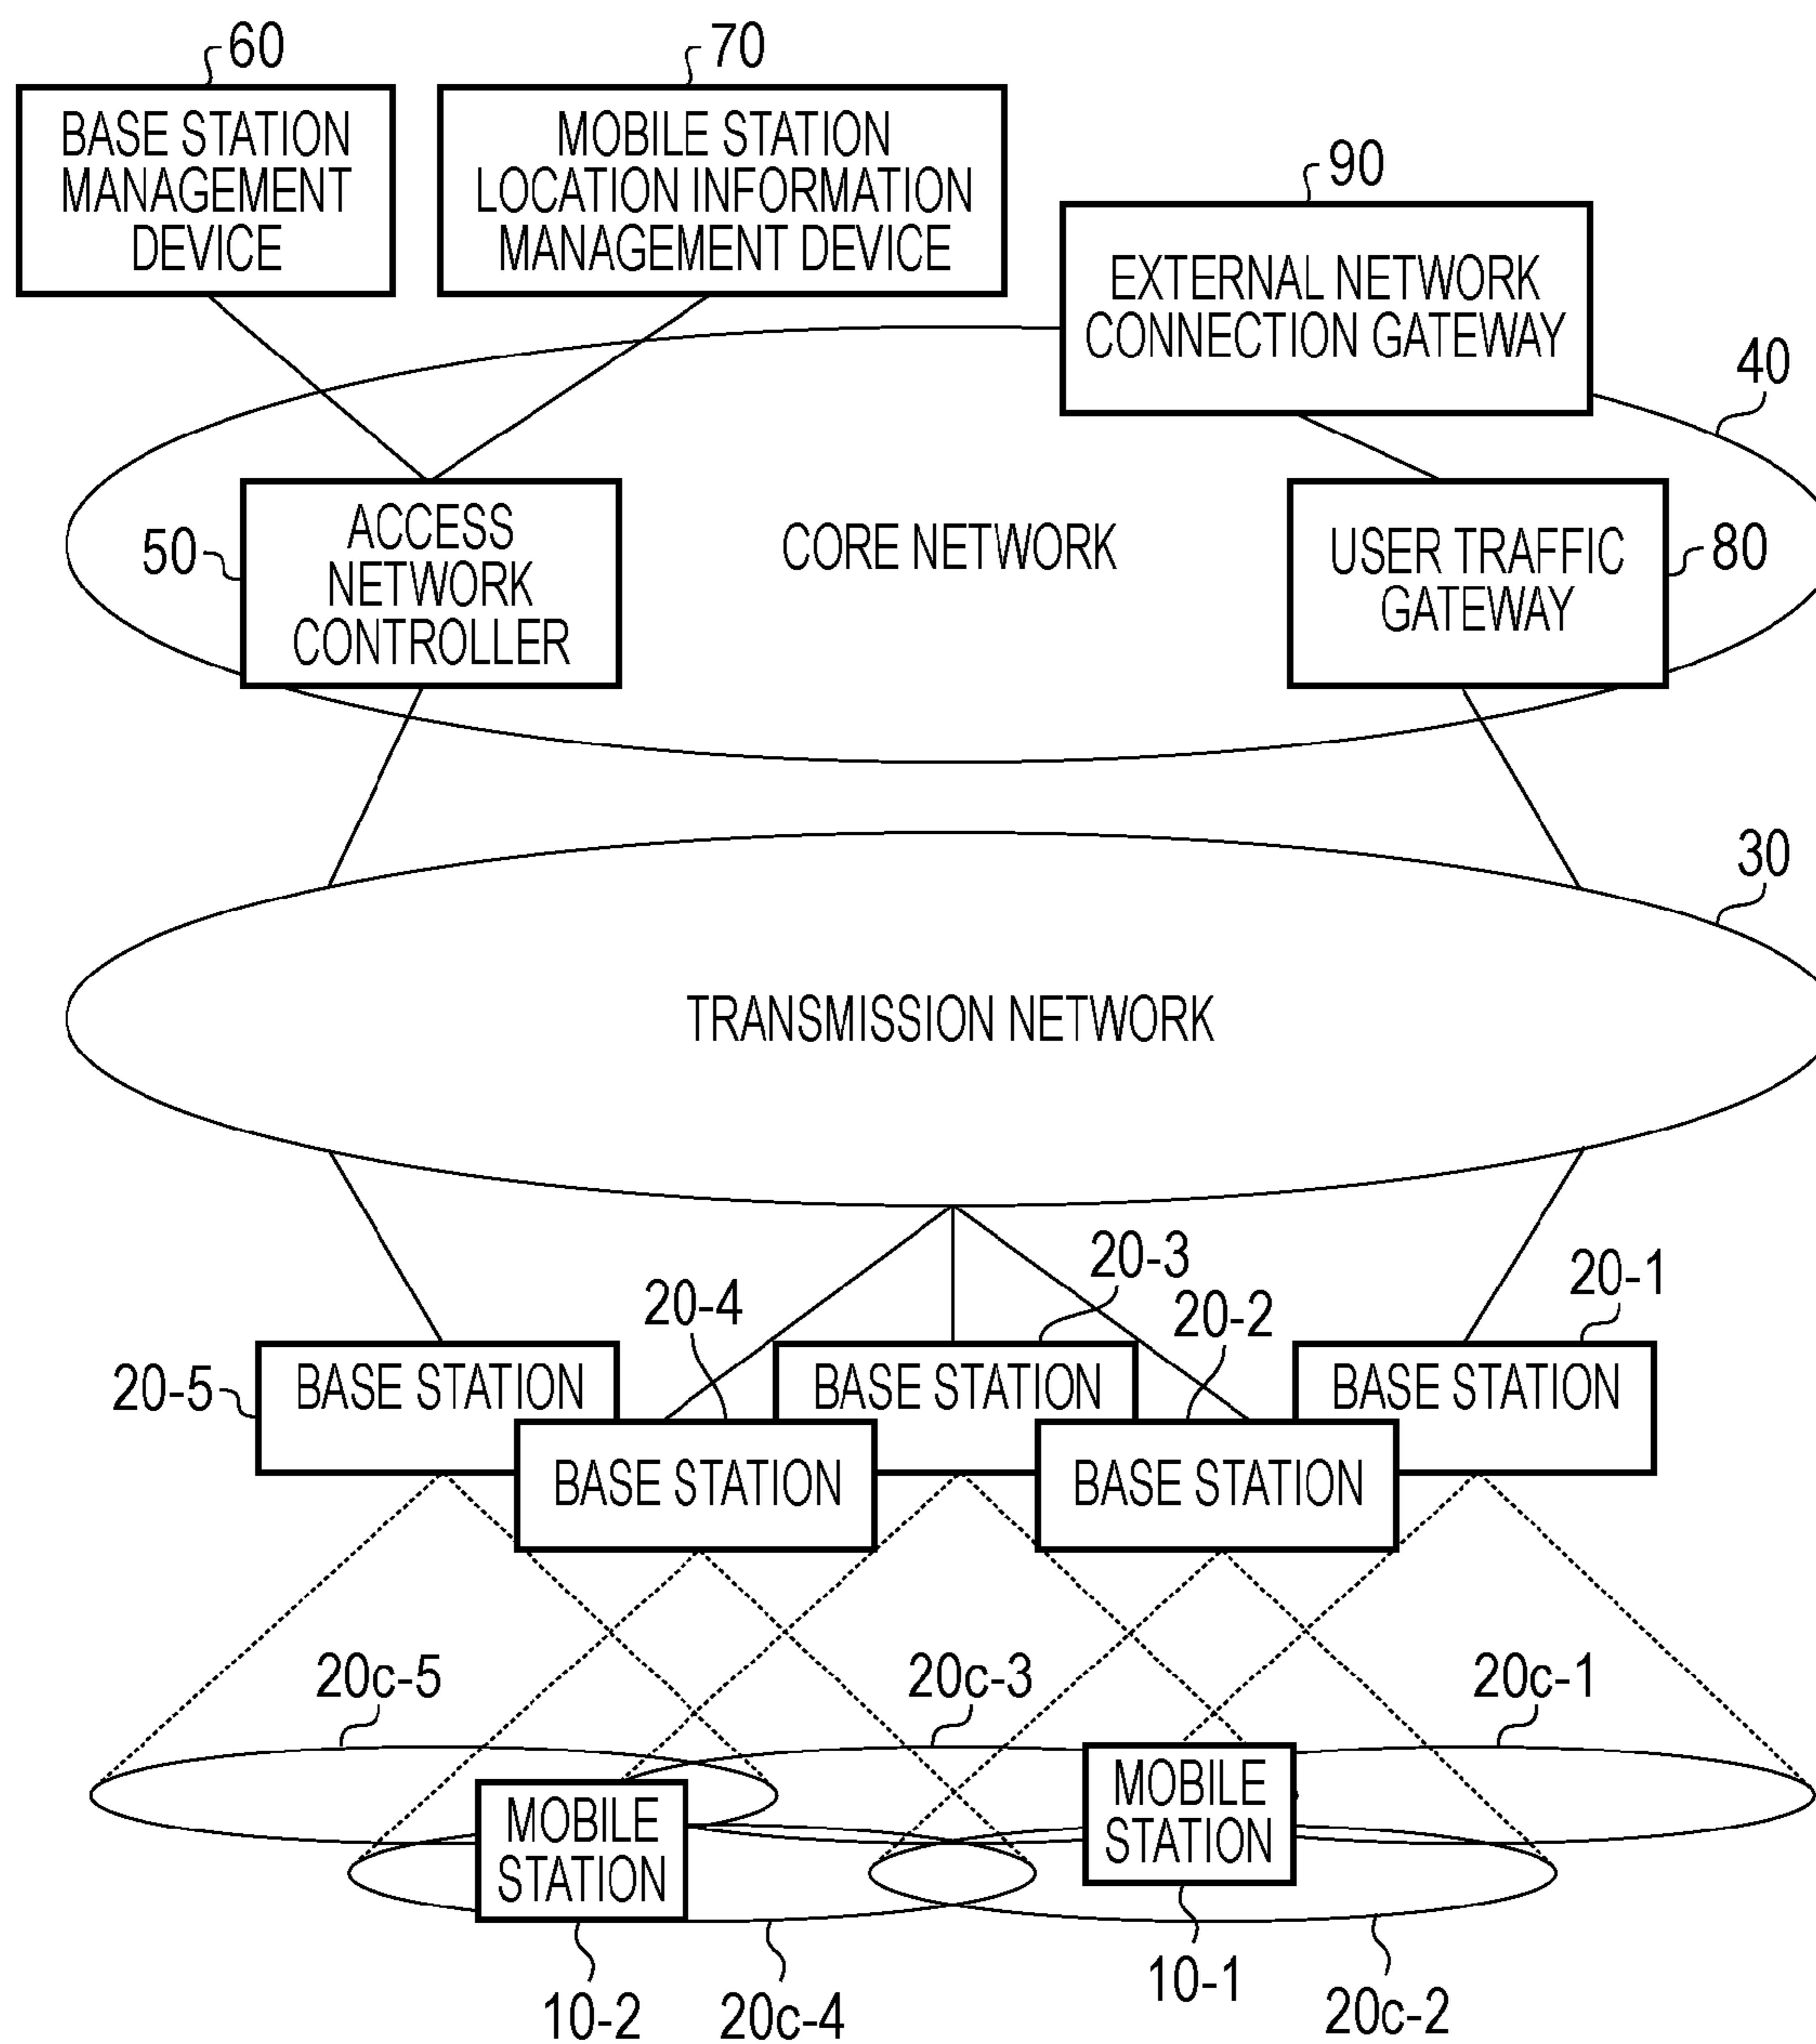 60
70
BASE STATION
MANAGEMENT
DEVICE
MOBILE STATION
LOCATION INFORMATION
MANAGEMENT DEVICE
90
EXTERNAL NETWORK
CONNECTION GATEWAY
40
50
ACCESS
NETWORK
CONTROLLER
CORE NETWORK
USER TRAFFIC
GATEWAY
80
30
TRANSMISSION NETWORK
20-3
20-1
20-4
20-2
20-5
BASE STATION
BASE STATION
BASE STATION
BASE STATION
BASE STATION
20c-5
20c-3
20c-1
MOBILE
STATION
MOBILE
STATION
10-2
20c-4
10-1
20c-2